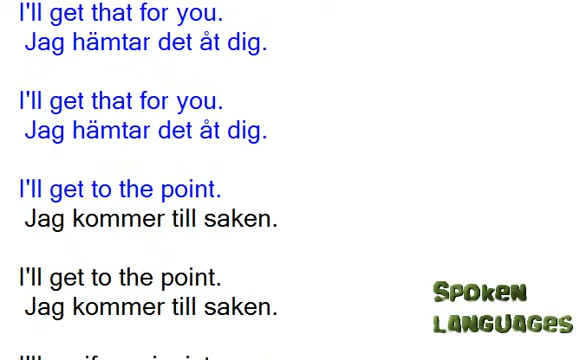 I'll get that for you.
Jag hämtar det åt dig.
I'll get that for you.
Jag hämtar det åt dig.
I'll get to the point.
Jag kommer till saken.
I'll get to the point.
Jag kommer till saken.
I'll
SPOKEN
LANGUAGES